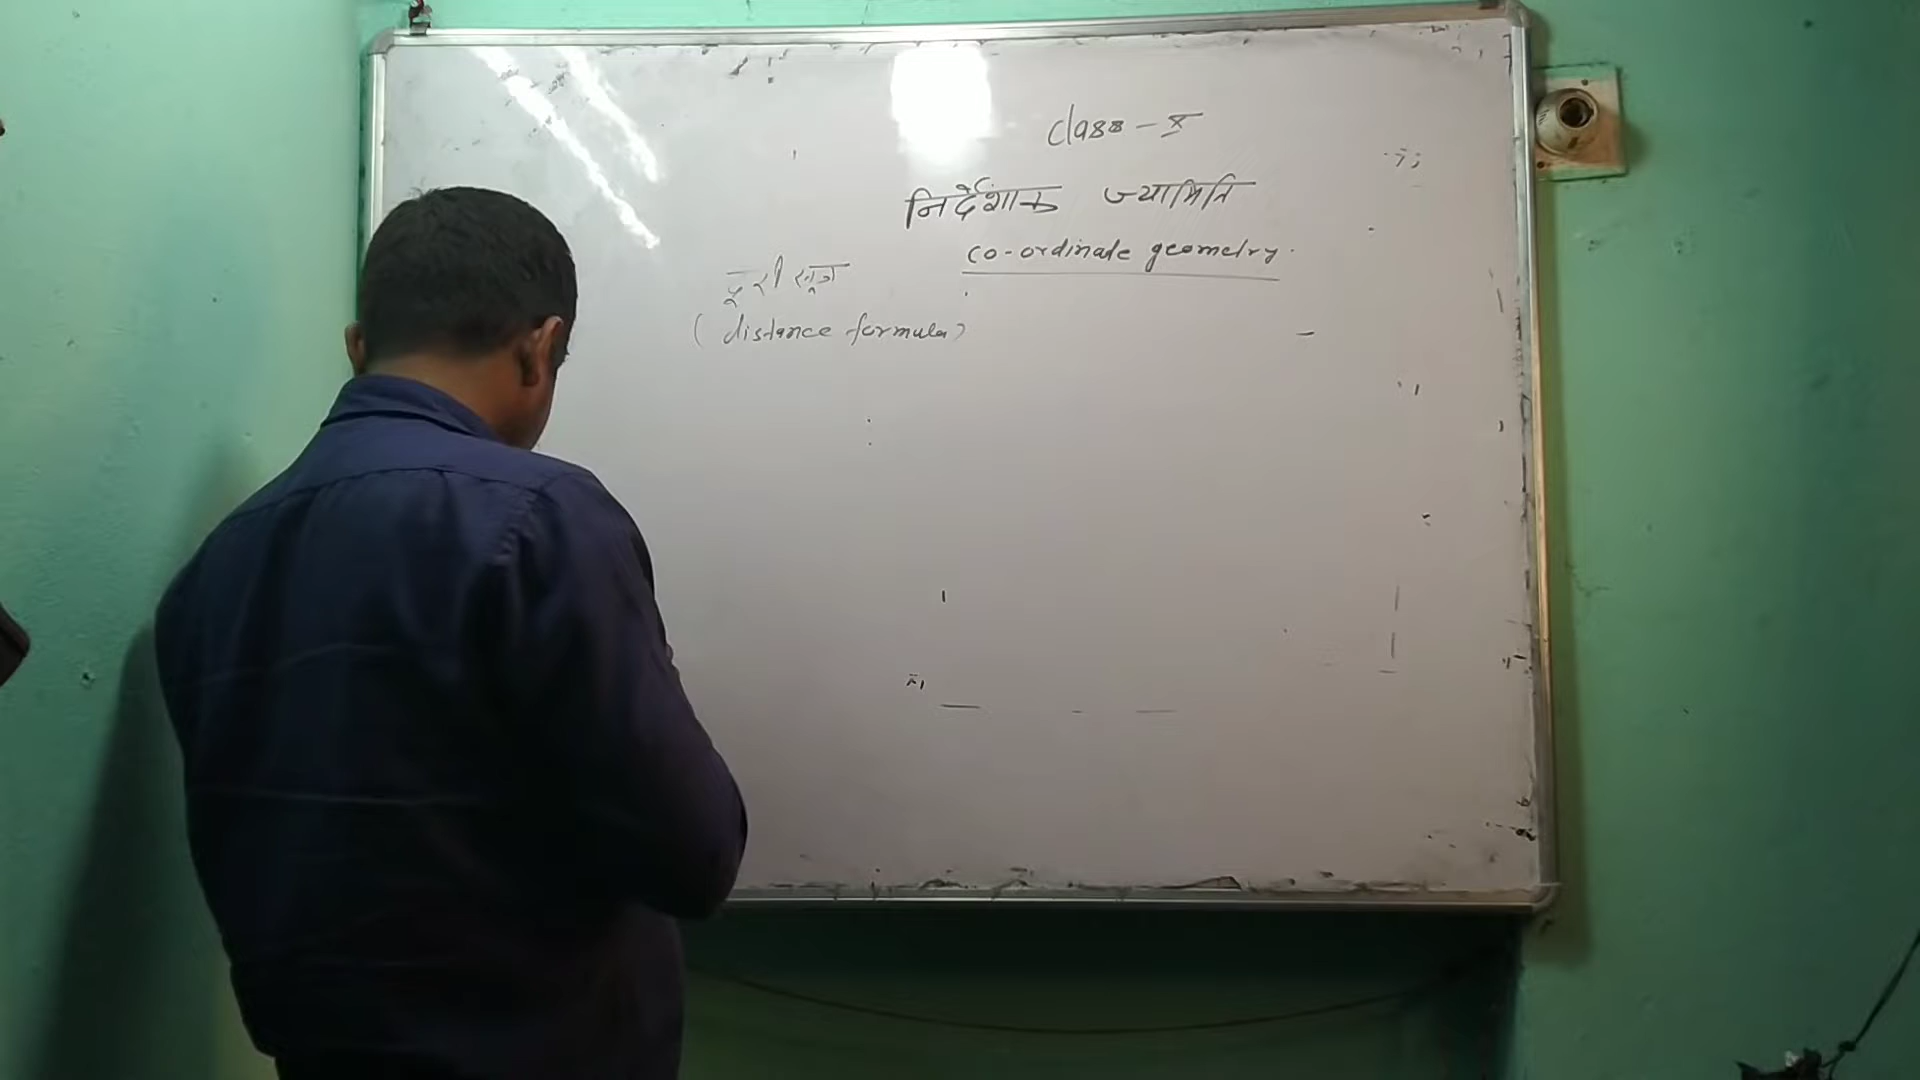 Class - X
निर्देशांक ज्यामिति
co-ordinate geometry.
दूरी सूत्र
( distance formula )